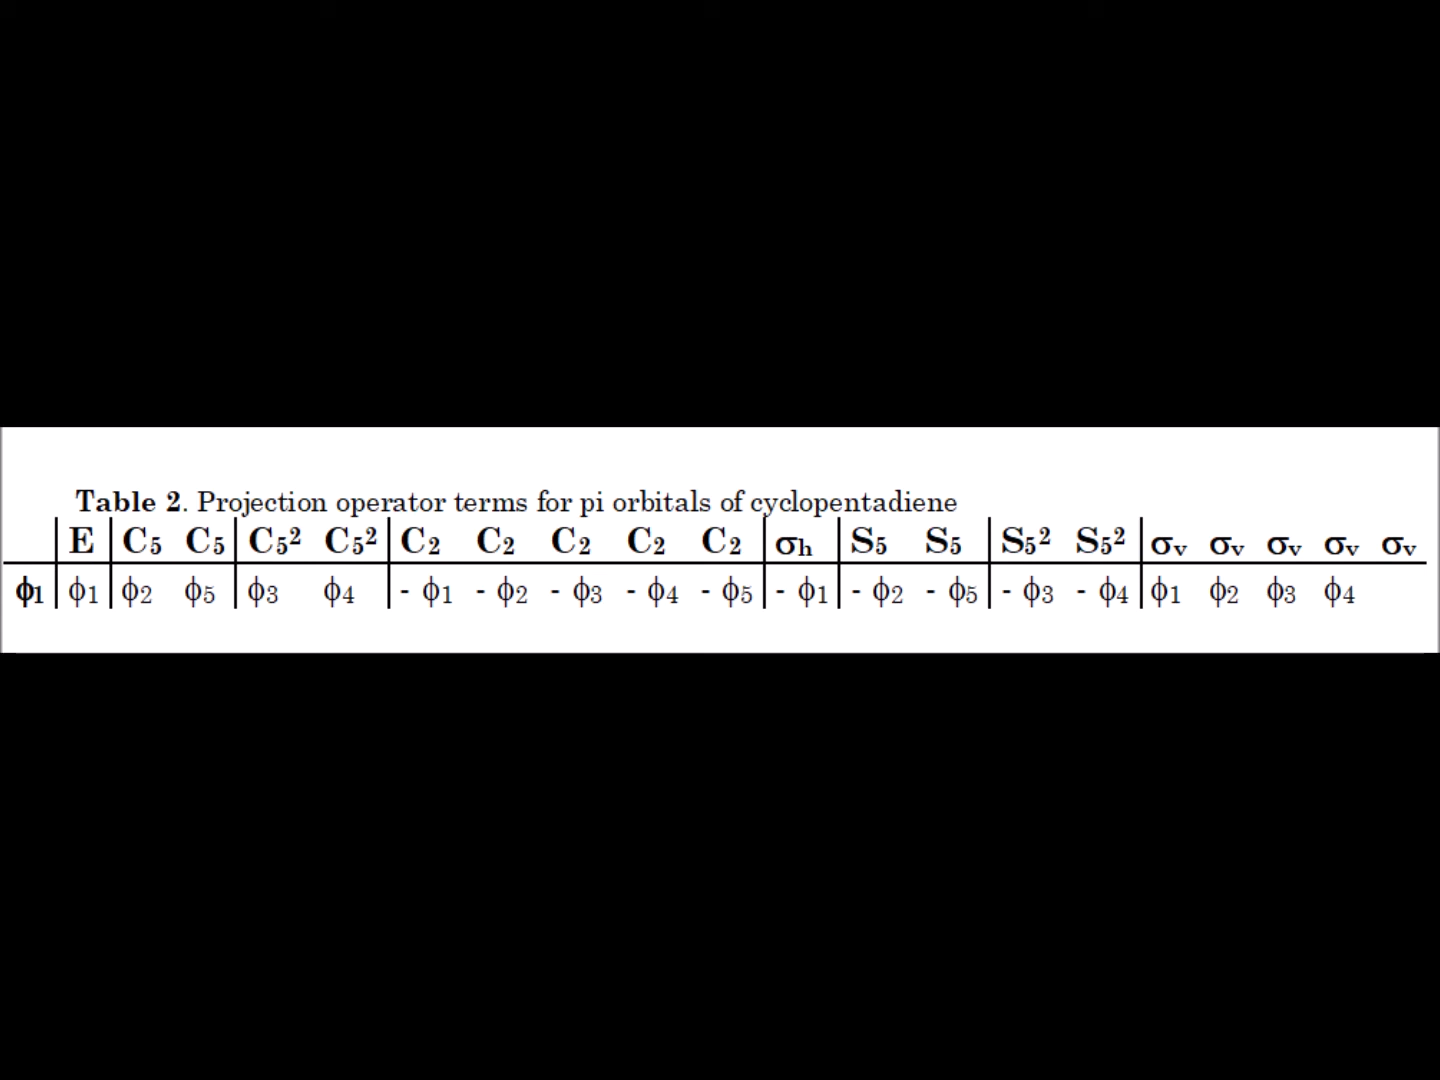 Table 2. Projection operator terms for pi orbitals of cyclopentadiene
E C₅ C₅ C₅² C₅² C₂ C₂ C₂ C₂ C₂ σₕ S₅ S₅ S₅² S₅² σᵥ σᵥ σᵥ σᵥ σᵥ
ϕ1 ϕ1 ϕ2 ϕ5 ϕ3 ϕ4 - ϕ1 - ϕ2 - ϕ3 - ϕ4 - ϕ5 - ϕ1 - ϕ2 - ϕ5 - ϕ3 - ϕ4 ϕ1 ϕ2 ϕ3 ϕ4